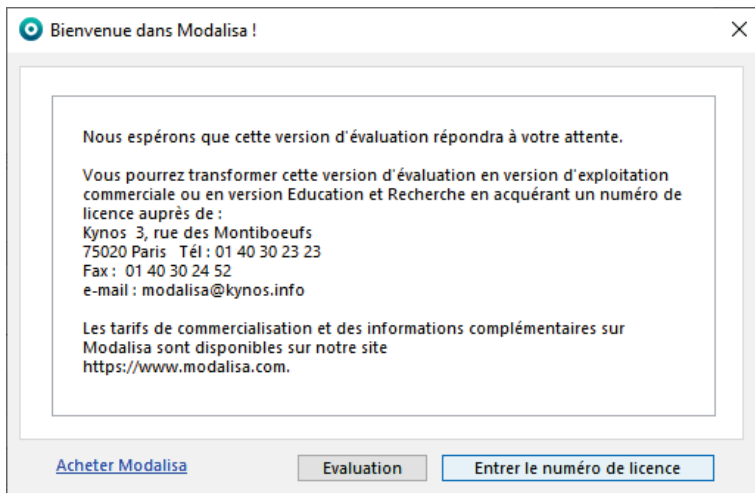 Bienvenue dans Modalisa !
Nous espérons que cette version d'évaluation répondra à votre attente.
Vous pourrez transformer cette version d'évaluation en version d'exploitation
commerciale ou en version Education et Recherche en acquérant un numéro de
licence auprès de :
Kynos 3, rue des Montiboeufs
75020 Paris Tél : 01 40 30 23 23
Fax : 01 40 30 24 52
e-mail : modalisa@kynos.info
Les tarifs de commercialisation et des informations complémentaires sur
Modalisa sont disponibles sur notre site
https://www.modalisa.com.
Acheter Modalisa
Evaluation
Entrer le numéro de licence